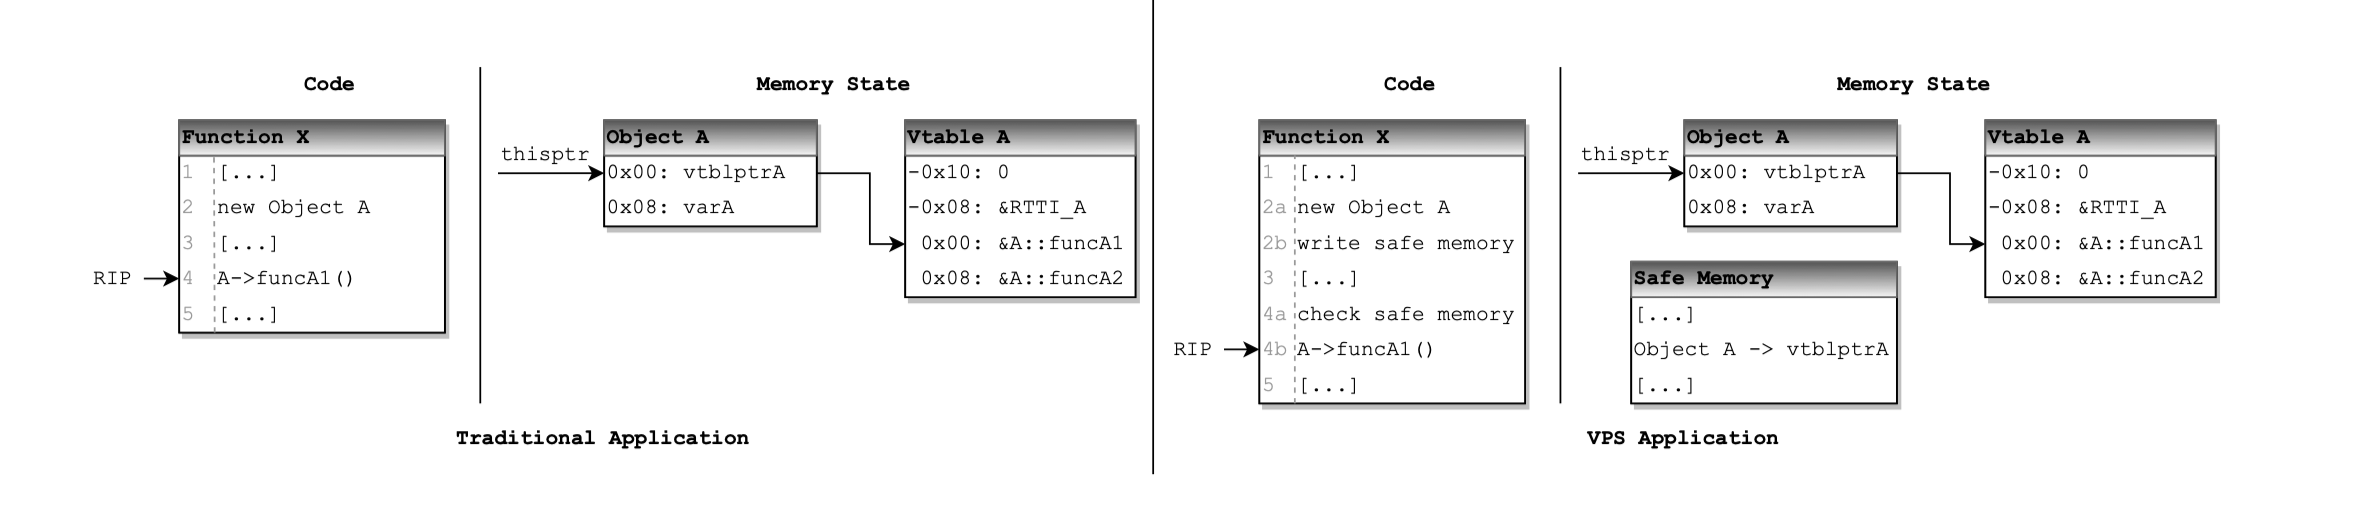 Code
Memory State
Function X
1 [...]
2 new Object A
3 [...]
RIP
4 A->funcA1()
5 [...]
thisptr
Object A
0x00: vtblptrA
0x08: varA
Vtable A
-0x10: 0
-0x08: &RTTI_A
0x00: &A::funcA1
0x08: &A::funcA2
Traditional Application
Code
Memory State
Function X
1 [...]
2a new Object A
2b write safe memory
3 [...]
4a check safe memory
RIP
4b A->funcA1()
5 [...]
thisptr
Object A
0x00: vtblptrA
0x08: varA
Safe Memory
[...]
Object A -> vtblptrA
[...]
Vtable A
-0x10: 0
-0x08: &RTTI_A
0x00: &A::funcA1
0x08: &A::funcA2
VPS Application